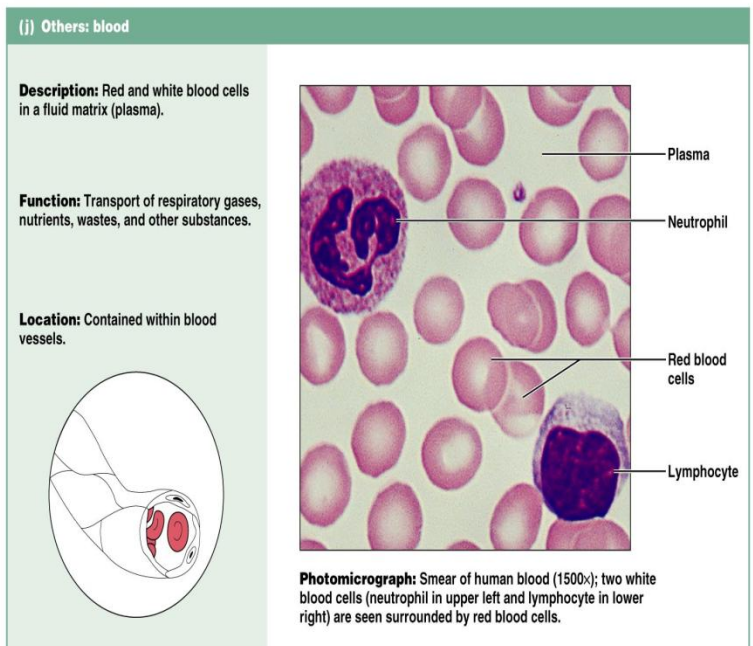 (j) Others: blood
Description: Red and white blood cells
in a fluid matrix (plasma).
Function: Transport of respiratory gases,
nutrients, wastes, and other substances.
Location: Contained within blood
vessels.
Plasma
Neutrophil
Red blood
cells
Lymphocyte
Photomicrograph: Smear of human blood (1500×); two white
blood cells (neutrophil in upper left and lymphocyte in lower
right) are seen surrounded by red blood cells.